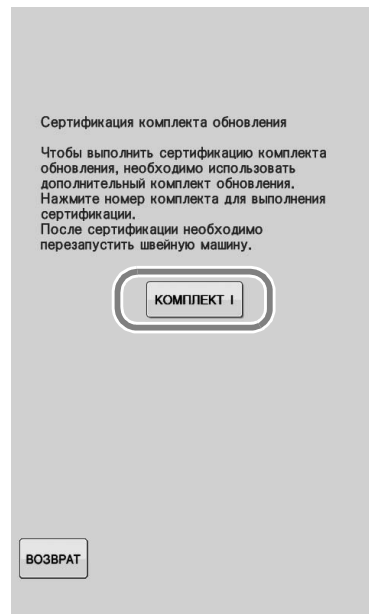 Сертификация комплекта обновления
Чтобы выполнить сертификацию комплекта
обновления, необходимо использовать
дополнительный комплект обновления.
Нажмите номер комплекта для выполнения
сертификации.
После сертификации необходимо
перезапустить швейную машину.
КОМПЛЕКТ I
ВОЗВРАТ